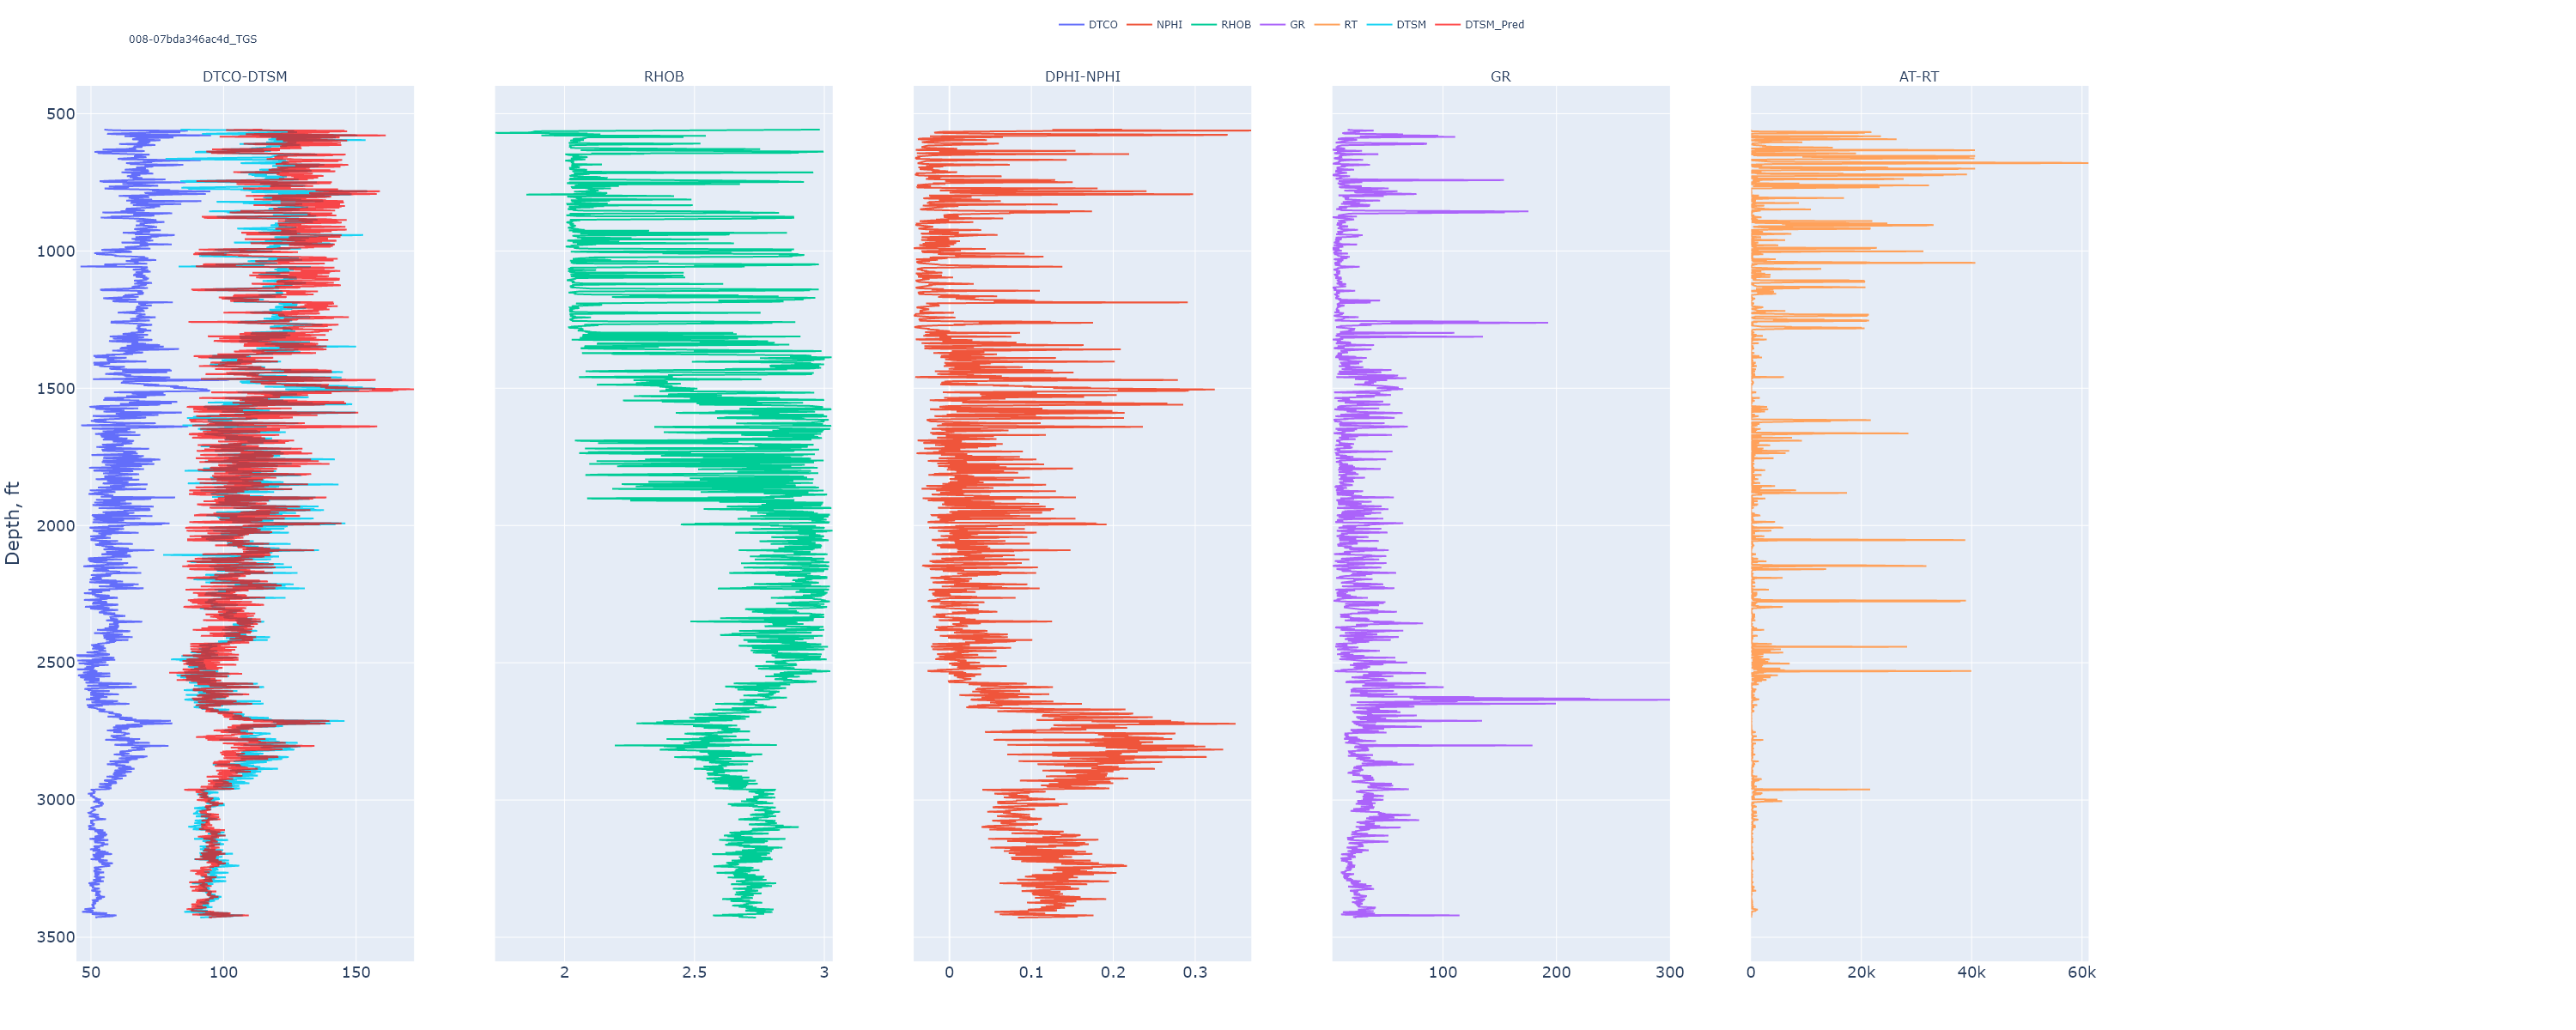 DTCO NPHI RHOB GR RT DTSM DTSM_Pred
008-07bda346ac4d_TGS
DTCO-DTSM RHOB DPHI-NPHI GR AT-RT
Depth, ft
500
1000
1500
2000
2500
3000
3500
50 100 150 2 2.5 3 0 0.1 0.2 0.3 100 200 300 0 20k 40k 60k